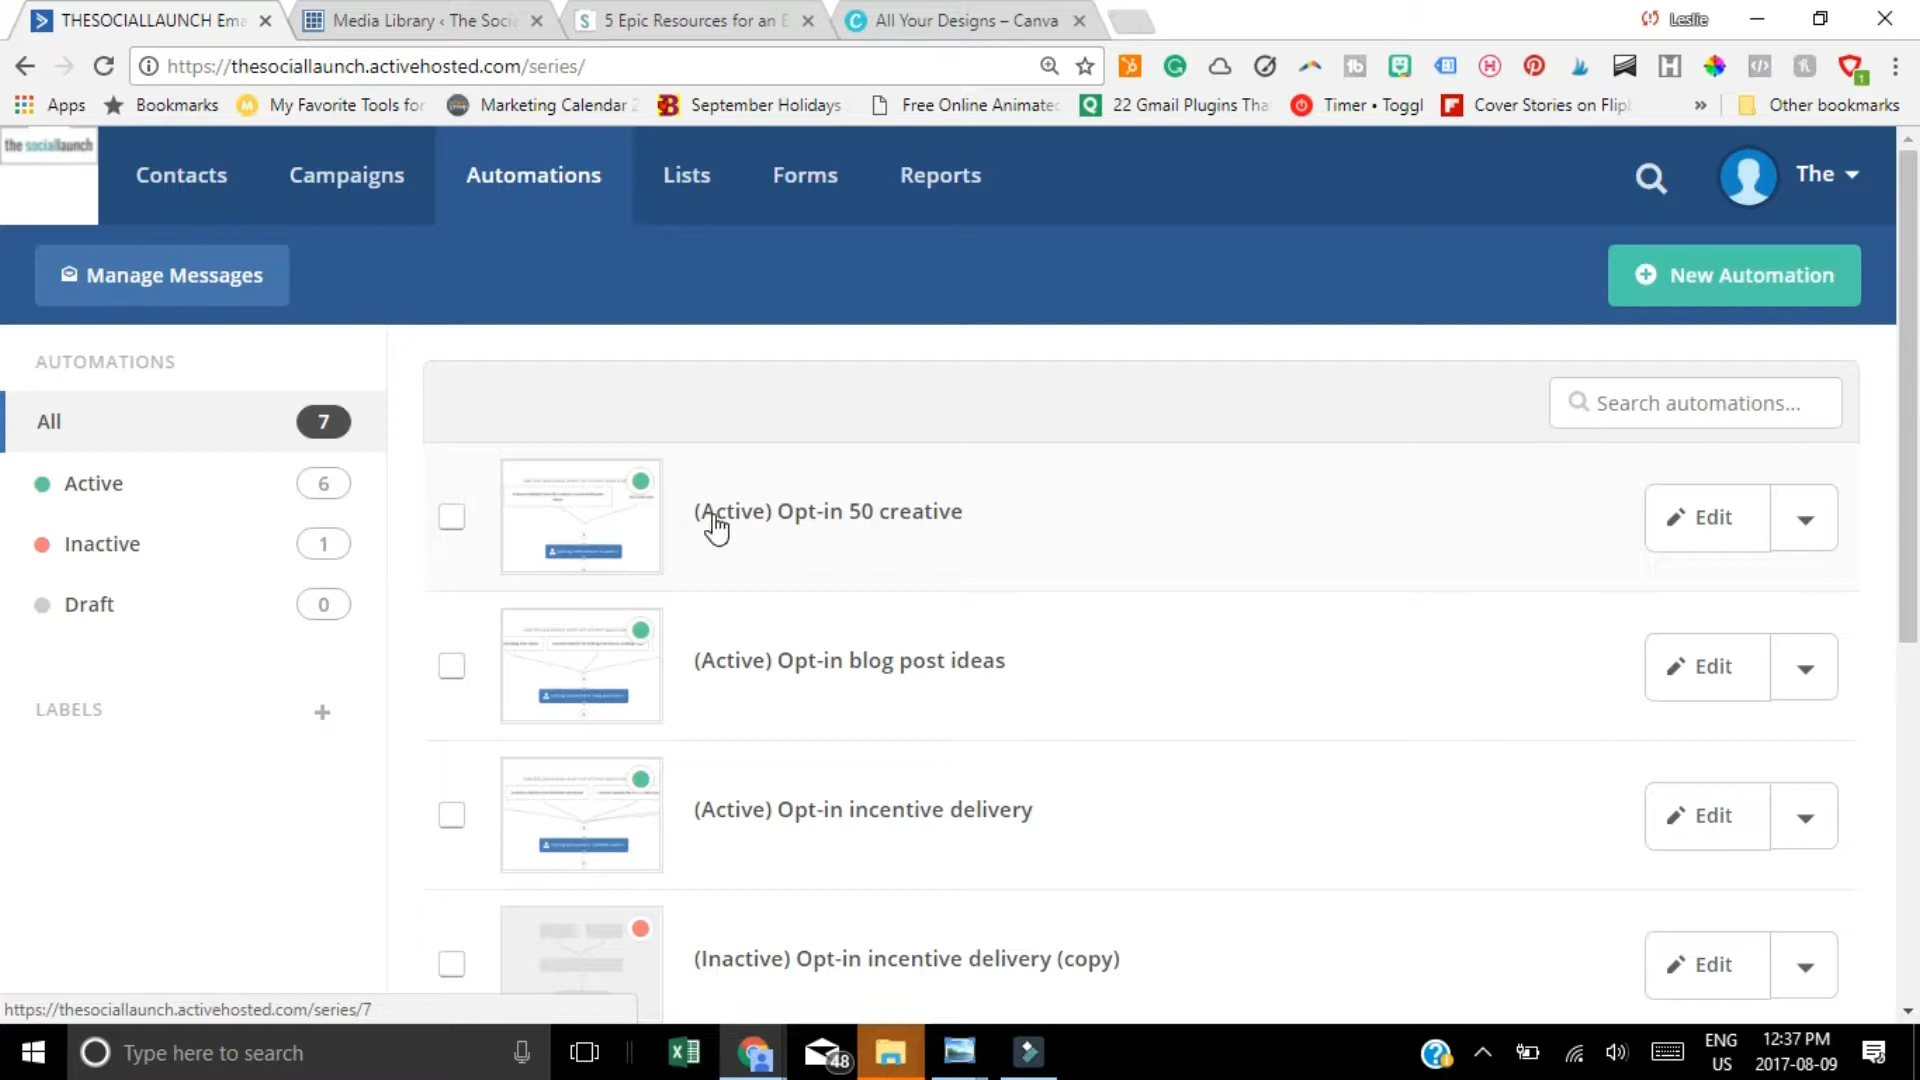 THESOCIALLAUNCH Ema
Media Library ‹ The Soci
5 Epic Resources for an E
All Your Designs – Canva
Leslie
https://thesociallaunch.activehosted.com/series/
Apps
Bookmarks
My Favorite Tools for
Marketing Calendar 2
September Holidays
Free Online Animate
22 Gmail Plugins Tha
Timer • Toggl
Cover Stories on Flip
Other bookmarks
the sociallaunch
Contacts
Campaigns
Automations
Lists
Forms
Reports
The
Manage Messages
New Automation
AUTOMATIONS
All 7
Active 6
Inactive 1
Draft 0
LABELS +
Search automations...
(Active) Opt-in 50 creative
Edit
(Active) Opt-in blog post ideas
Edit
(Active) Opt-in incentive delivery
Edit
(Inactive) Opt-in incentive delivery (copy)
Edit
https://thesociallaunch.activehosted.com/series/7
Type here to search
48
ENG
US
12:37 PM
2017-08-09